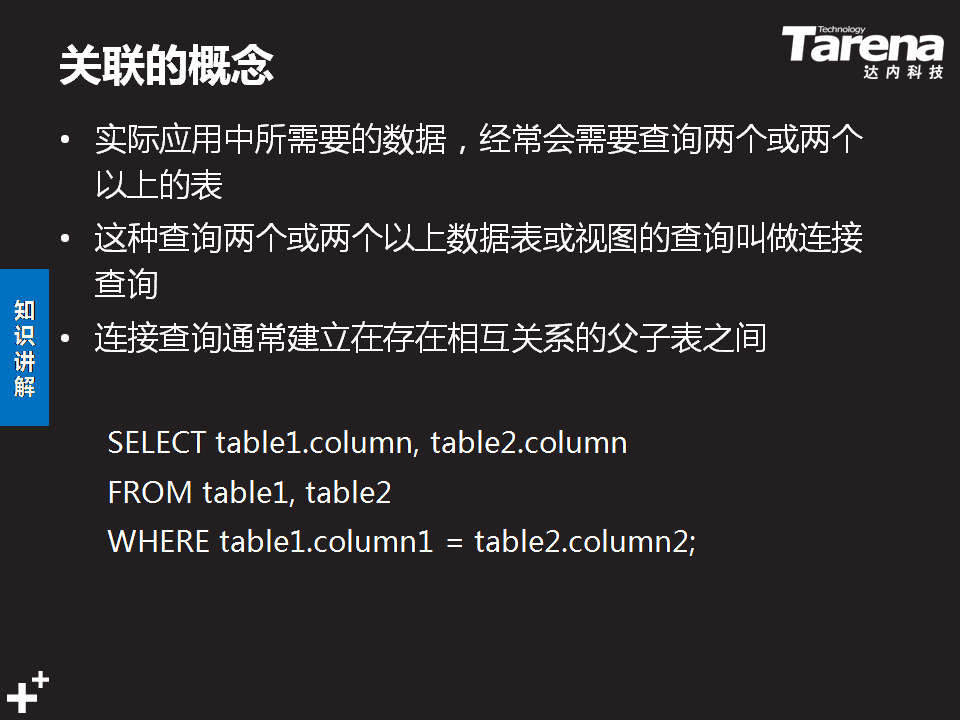 关联的概念
Technology
Tarena
达内科技
• 实际应用中所需要的数据，经常会需要查询两个或两个
以上的表
• 这种查询两个或两个以上数据表或视图的查询叫做连接
查询
• 连接查询通常建立在存在相互关系的父子表之间
知
识
讲
解
SELECT table1.column, table2.column
FROM table1, table2
WHERE table1.column1 = table2.column2;